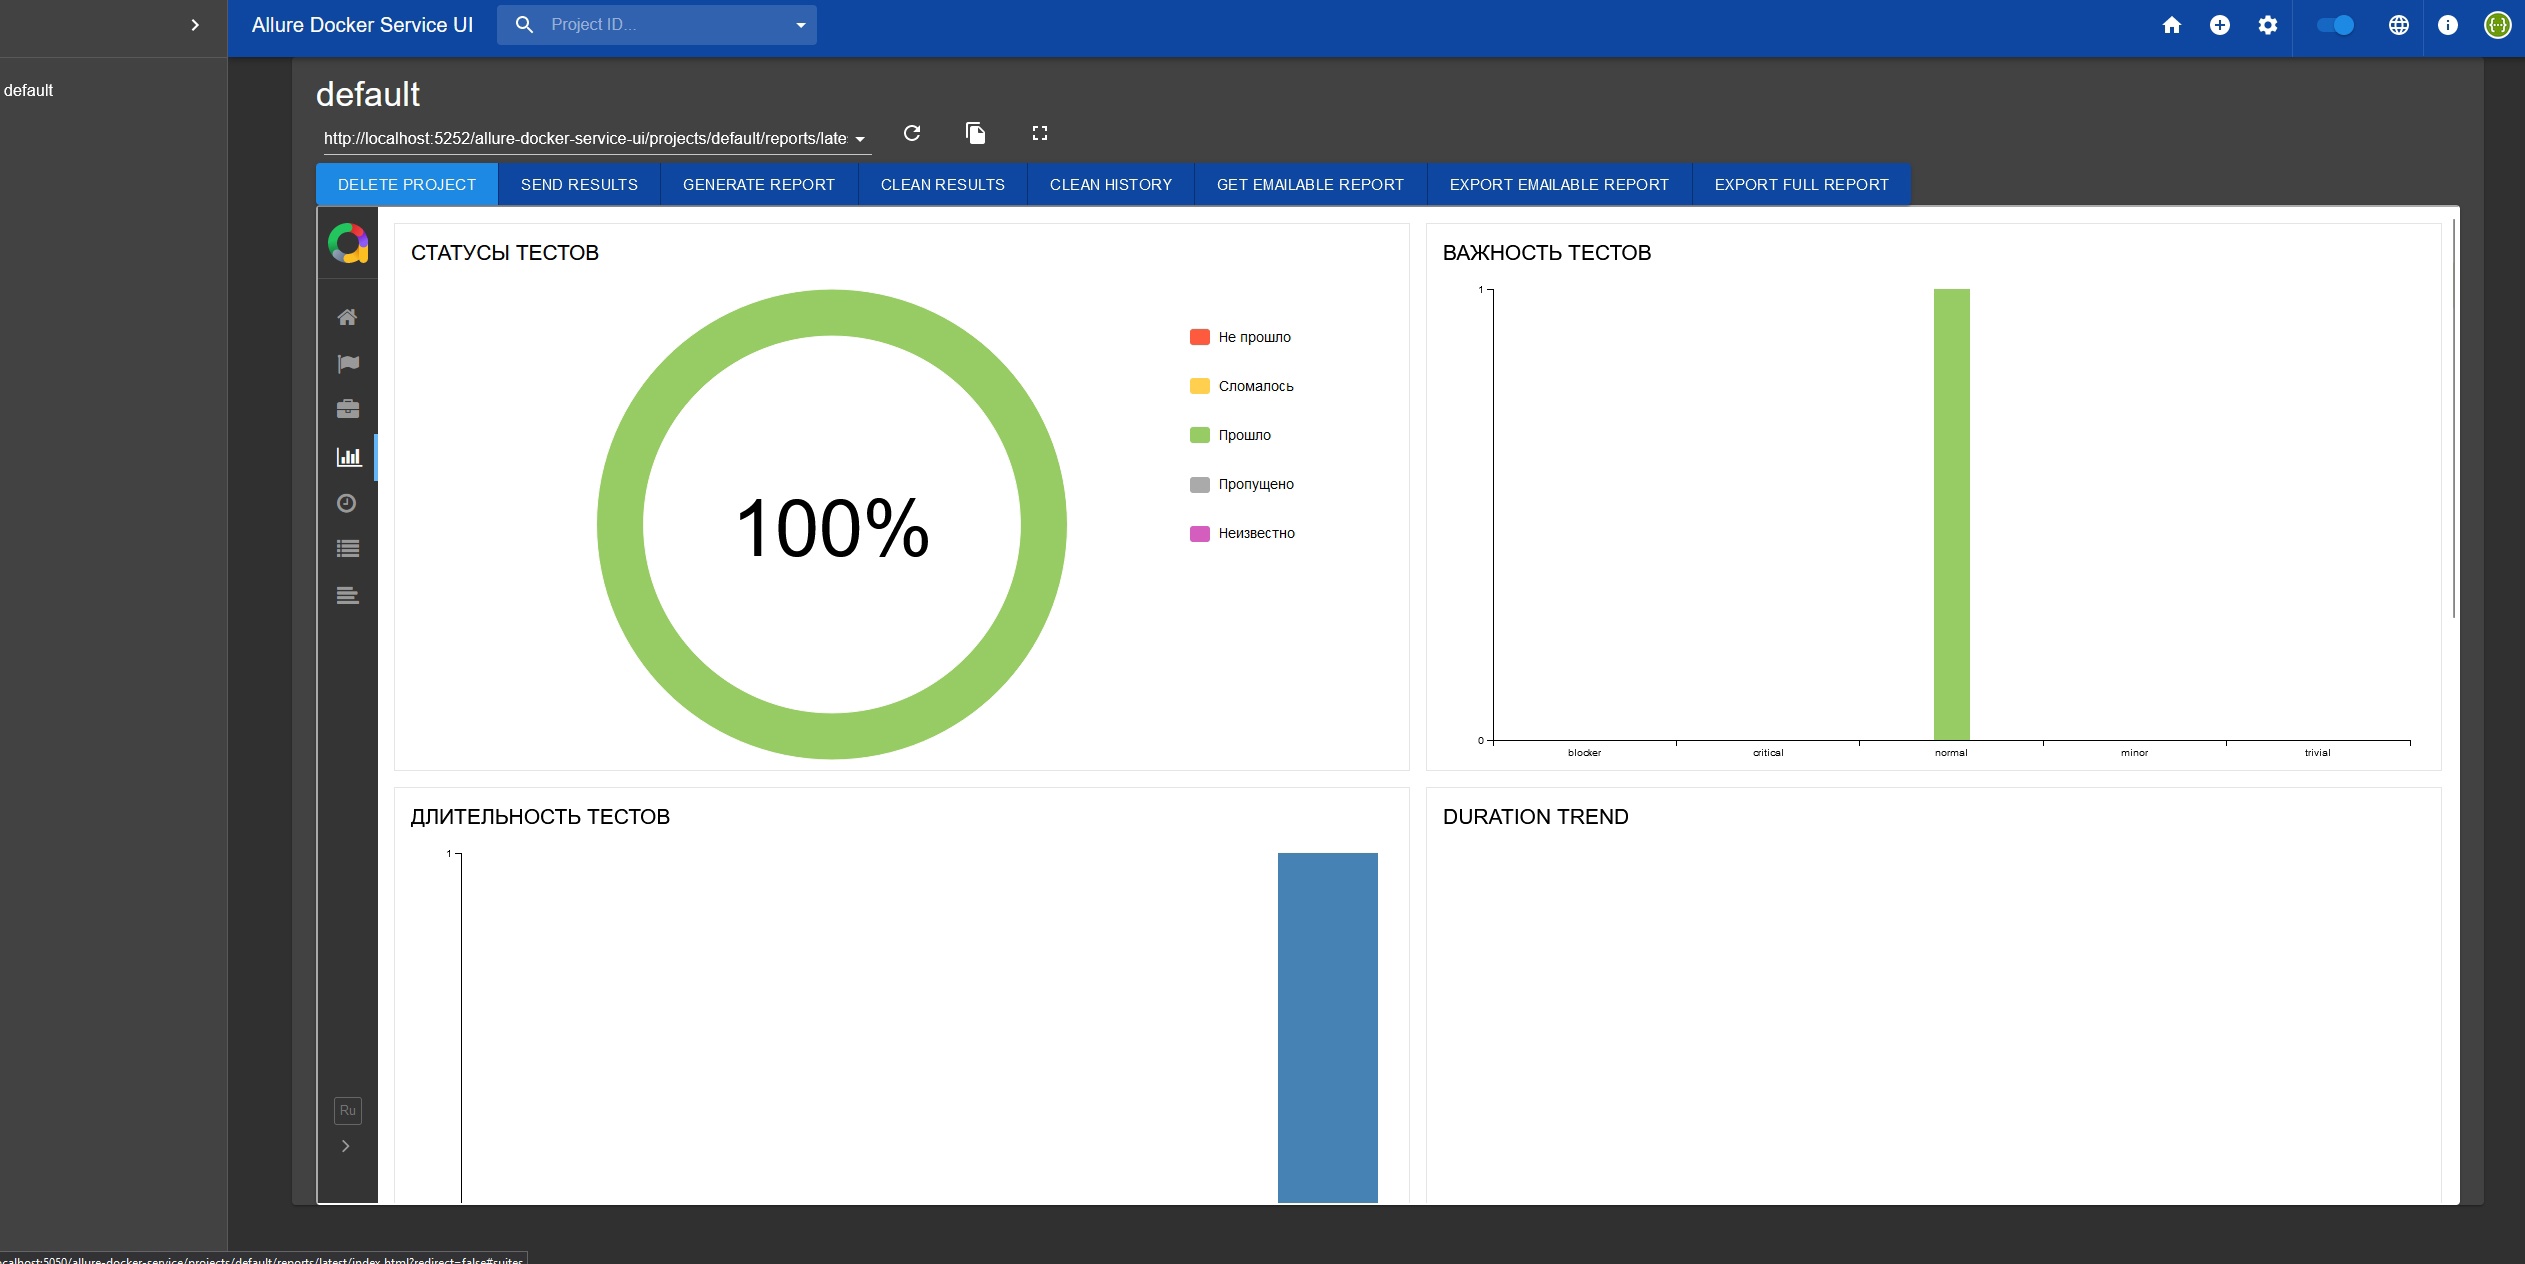 Allure Docker Service UI
Project ID...
default
default
http://localhost:5252/allure-docker-service-ui/projects/default/reports/late
DELETE PROJECT
SEND RESULTS
GENERATE REPORT
CLEAN RESULTS
CLEAN HISTORY
GET EMAILABLE REPORT
EXPORT EMAILABLE REPORT
EXPORT FULL REPORT
СТАТУСЫ ТЕСТОВ
100%
Не прошло
Сломалось
Прошло
Пропущено
Неизвестно
ВАЖНОСТЬ ТЕСТОВ
1
0
blocker
critical
normal
minor
trivial
ДЛИТЕЛЬНОСТЬ ТЕСТОВ
1
DURATION TREND
Ru
ocalhost:5050/allure-docker-service/projects/default/reports/latest/index.html?redirect=false#suites